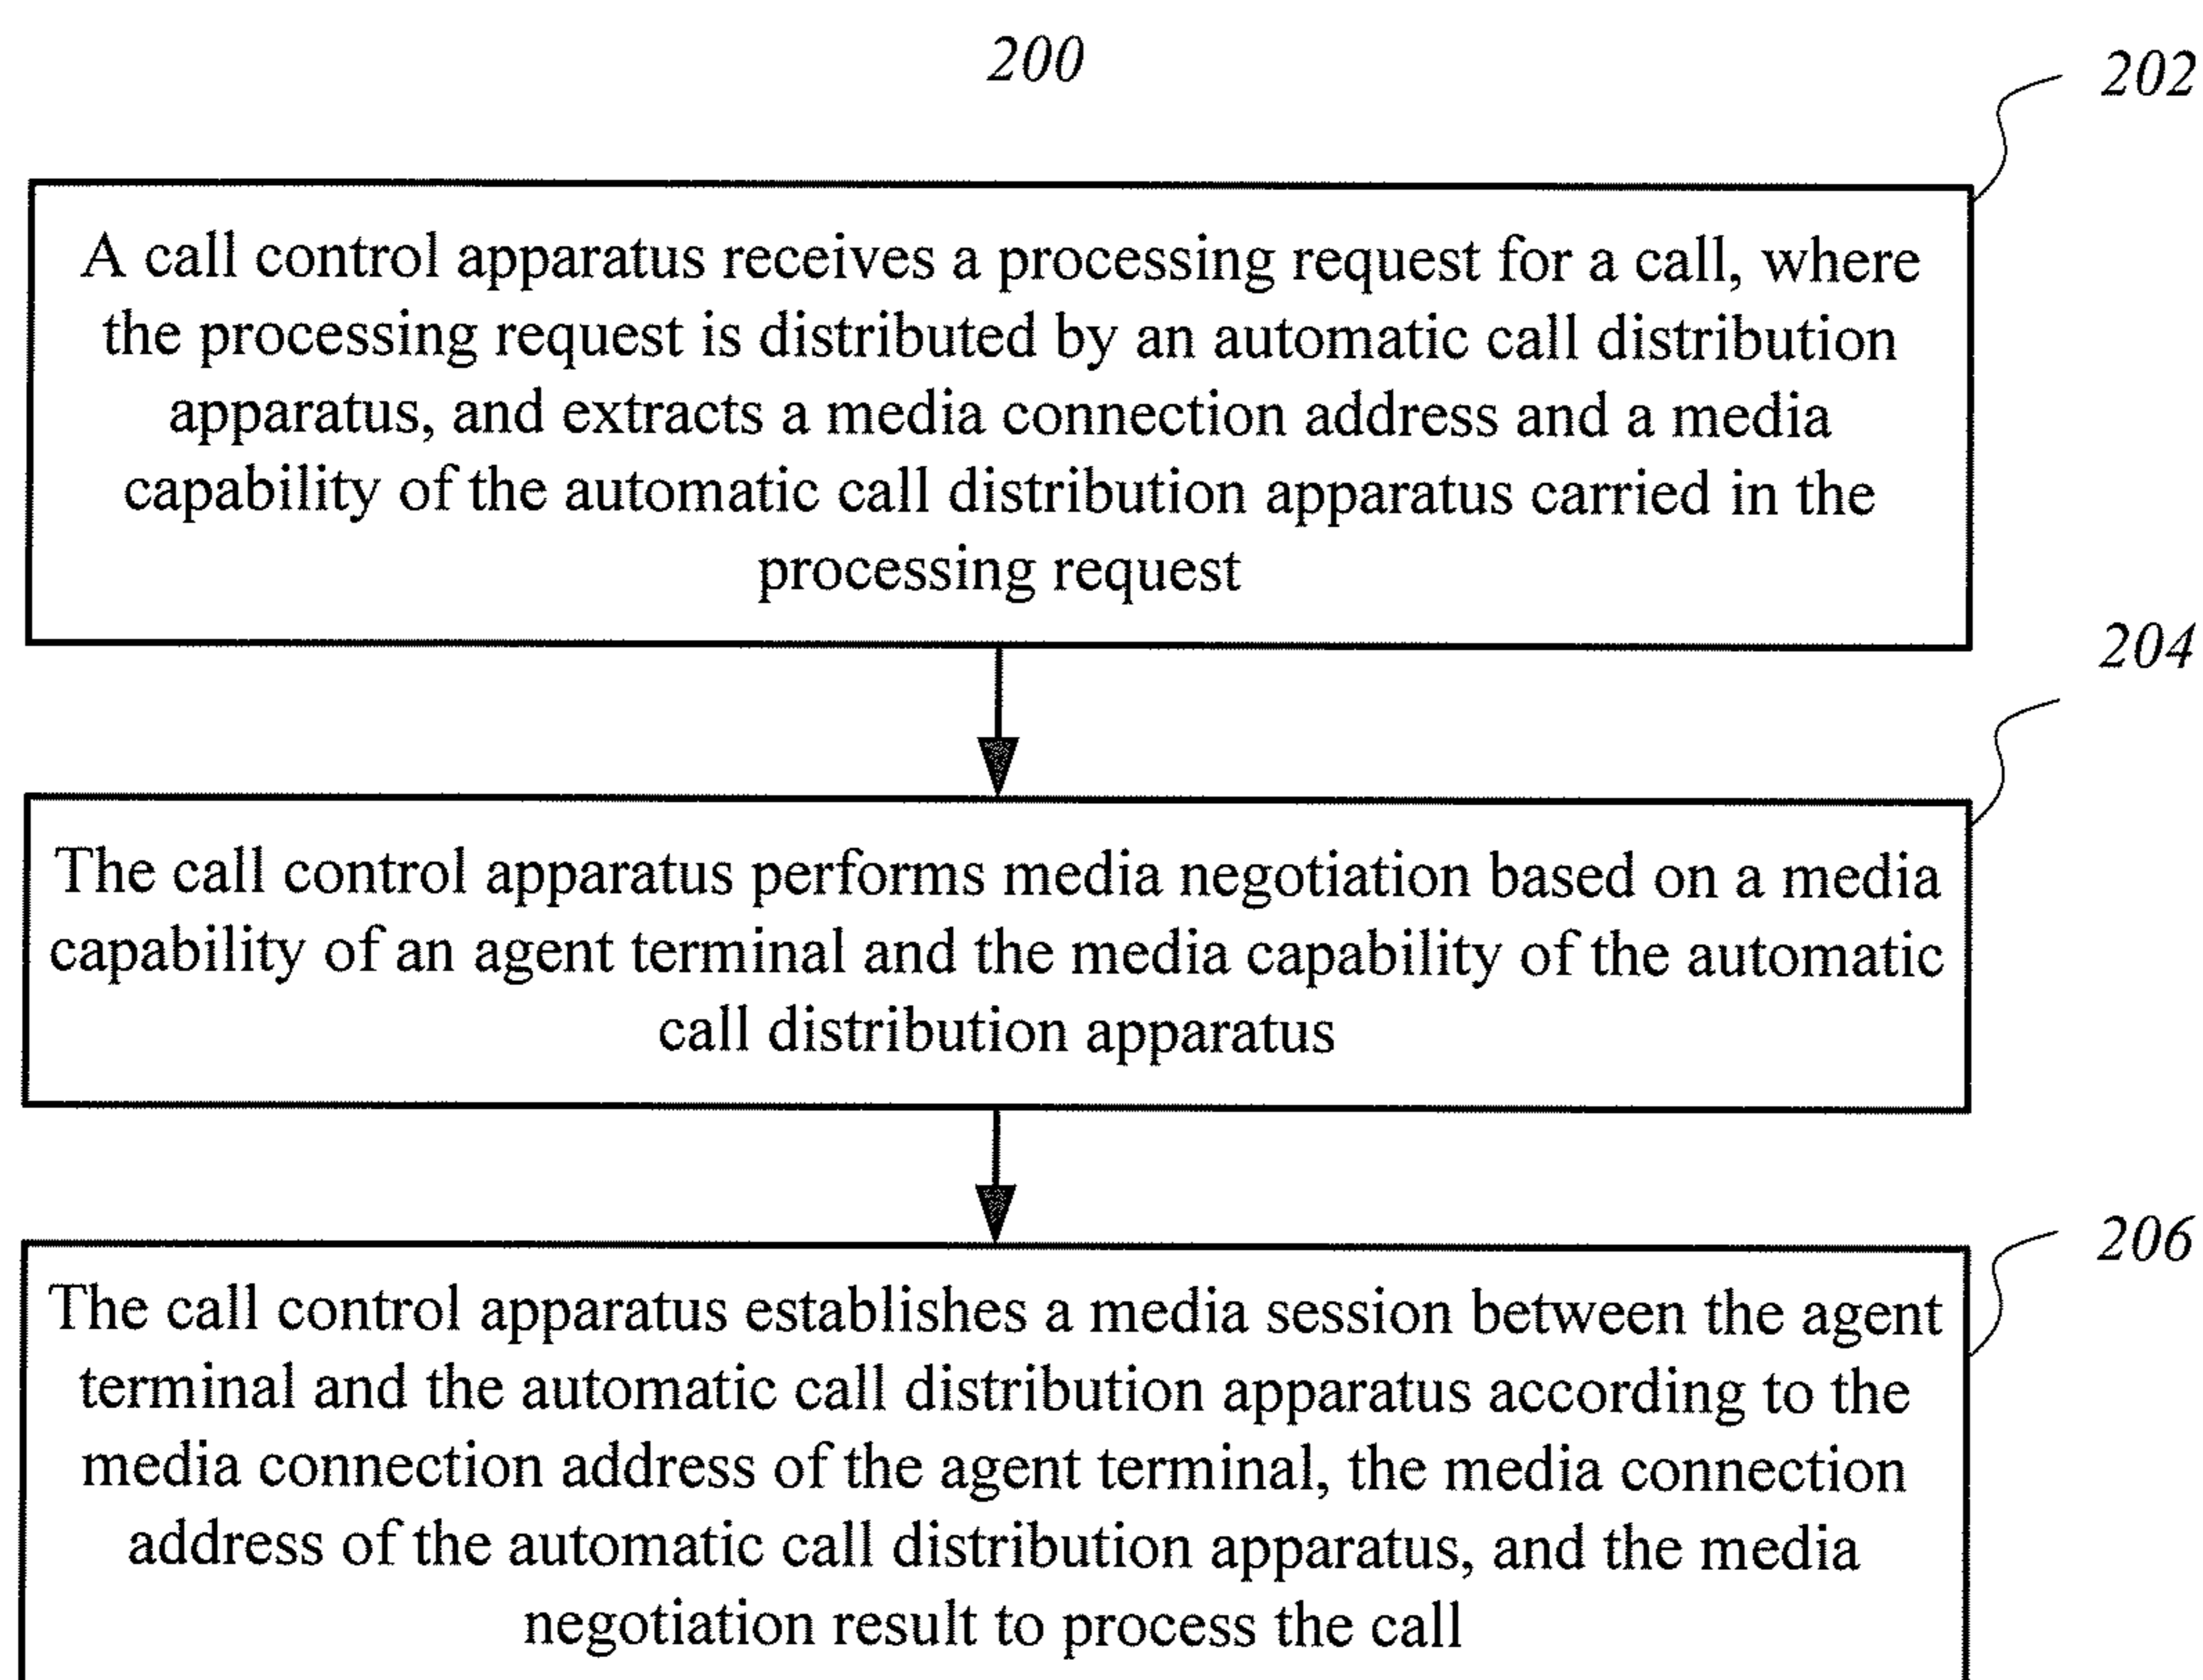 200
202
A call control apparatus receives a processing request for a call, where
the processing request is distributed by an automatic call distribution
apparatus, and extracts a media connection address and a media
capability of the automatic call distribution apparatus carried in the
processing request
204
The call control apparatus performs media negotiation based on a media
capability of an agent terminal and the media capability of the automatic
call distribution apparatus
206
The call control apparatus establishes a media session between the agent
terminal and the automatic call distribution apparatus according to the
media connection address of the agent terminal, the media connection
address of the automatic call distribution apparatus, and the media
negotiation result to process the call